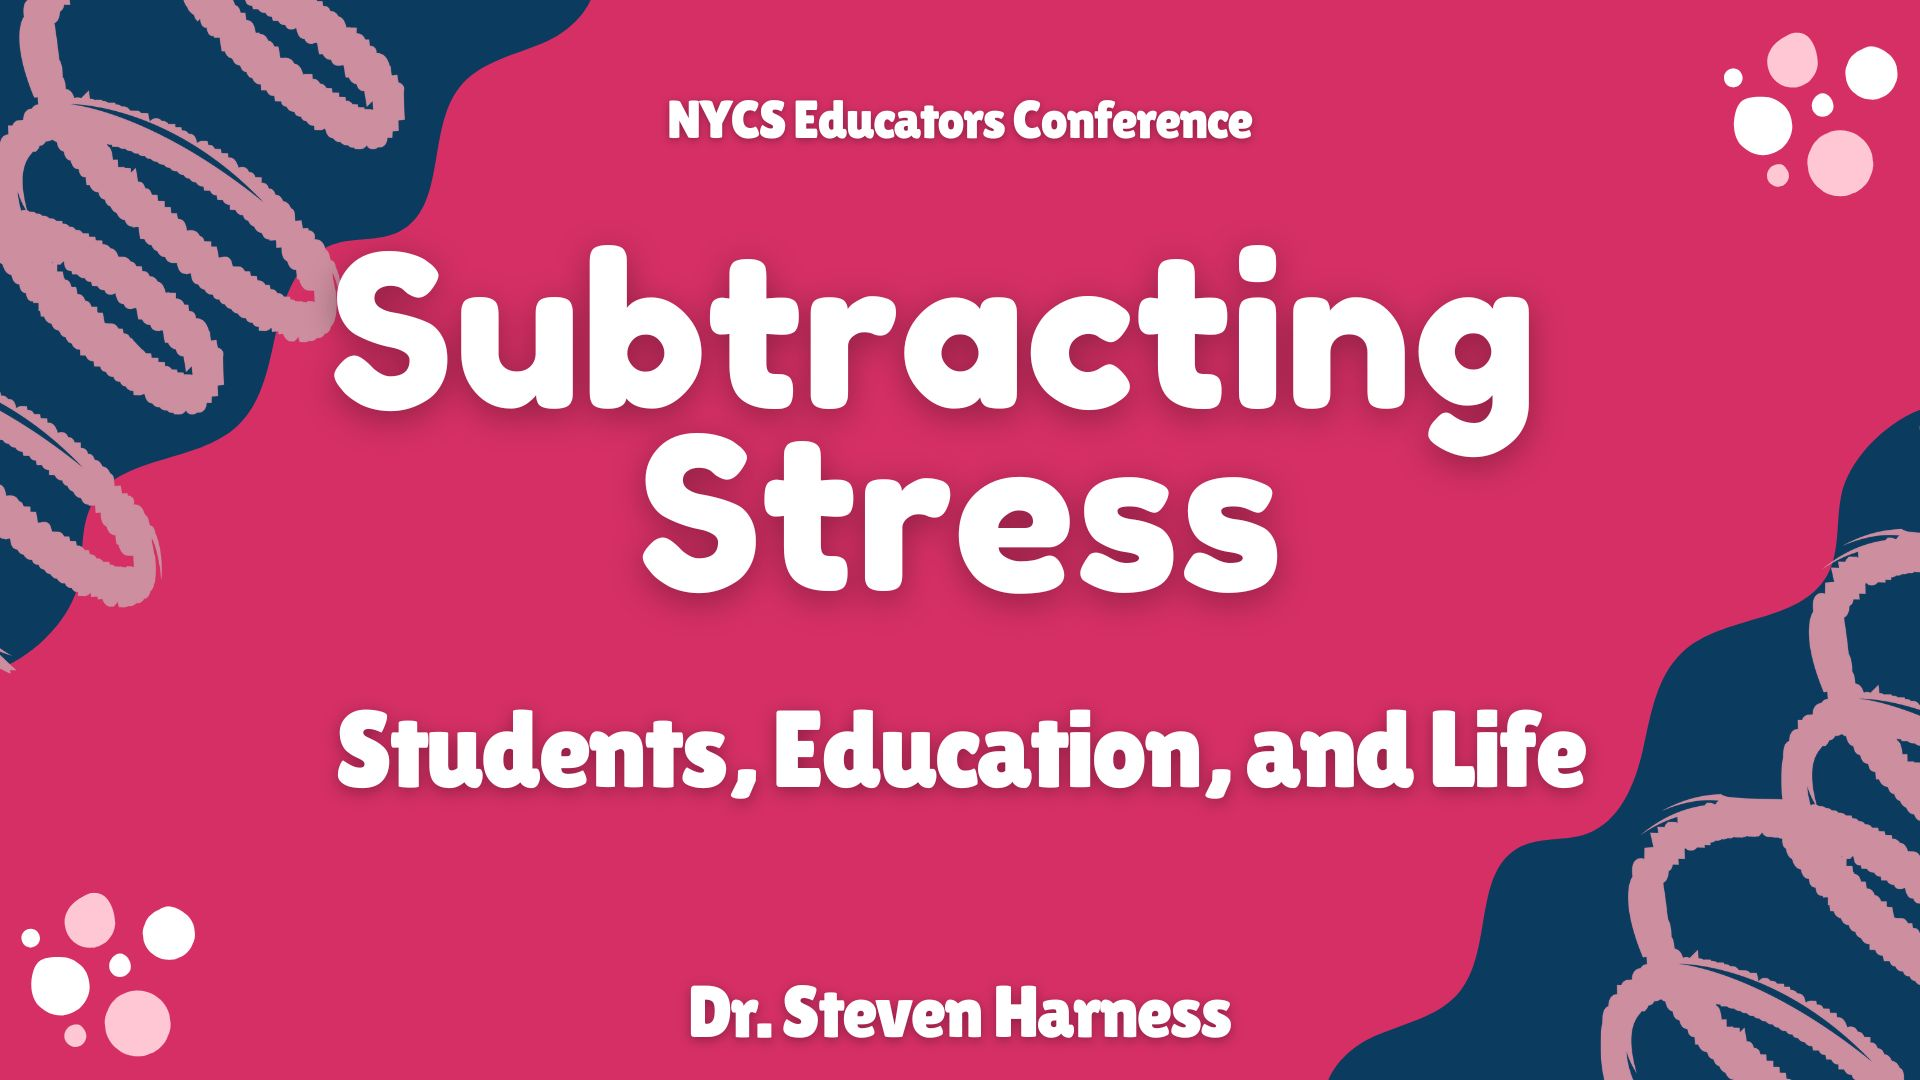 NYCS Educators Conference
Subtracting
Stress
Students, Education, and Life
Dr. Steven Harness